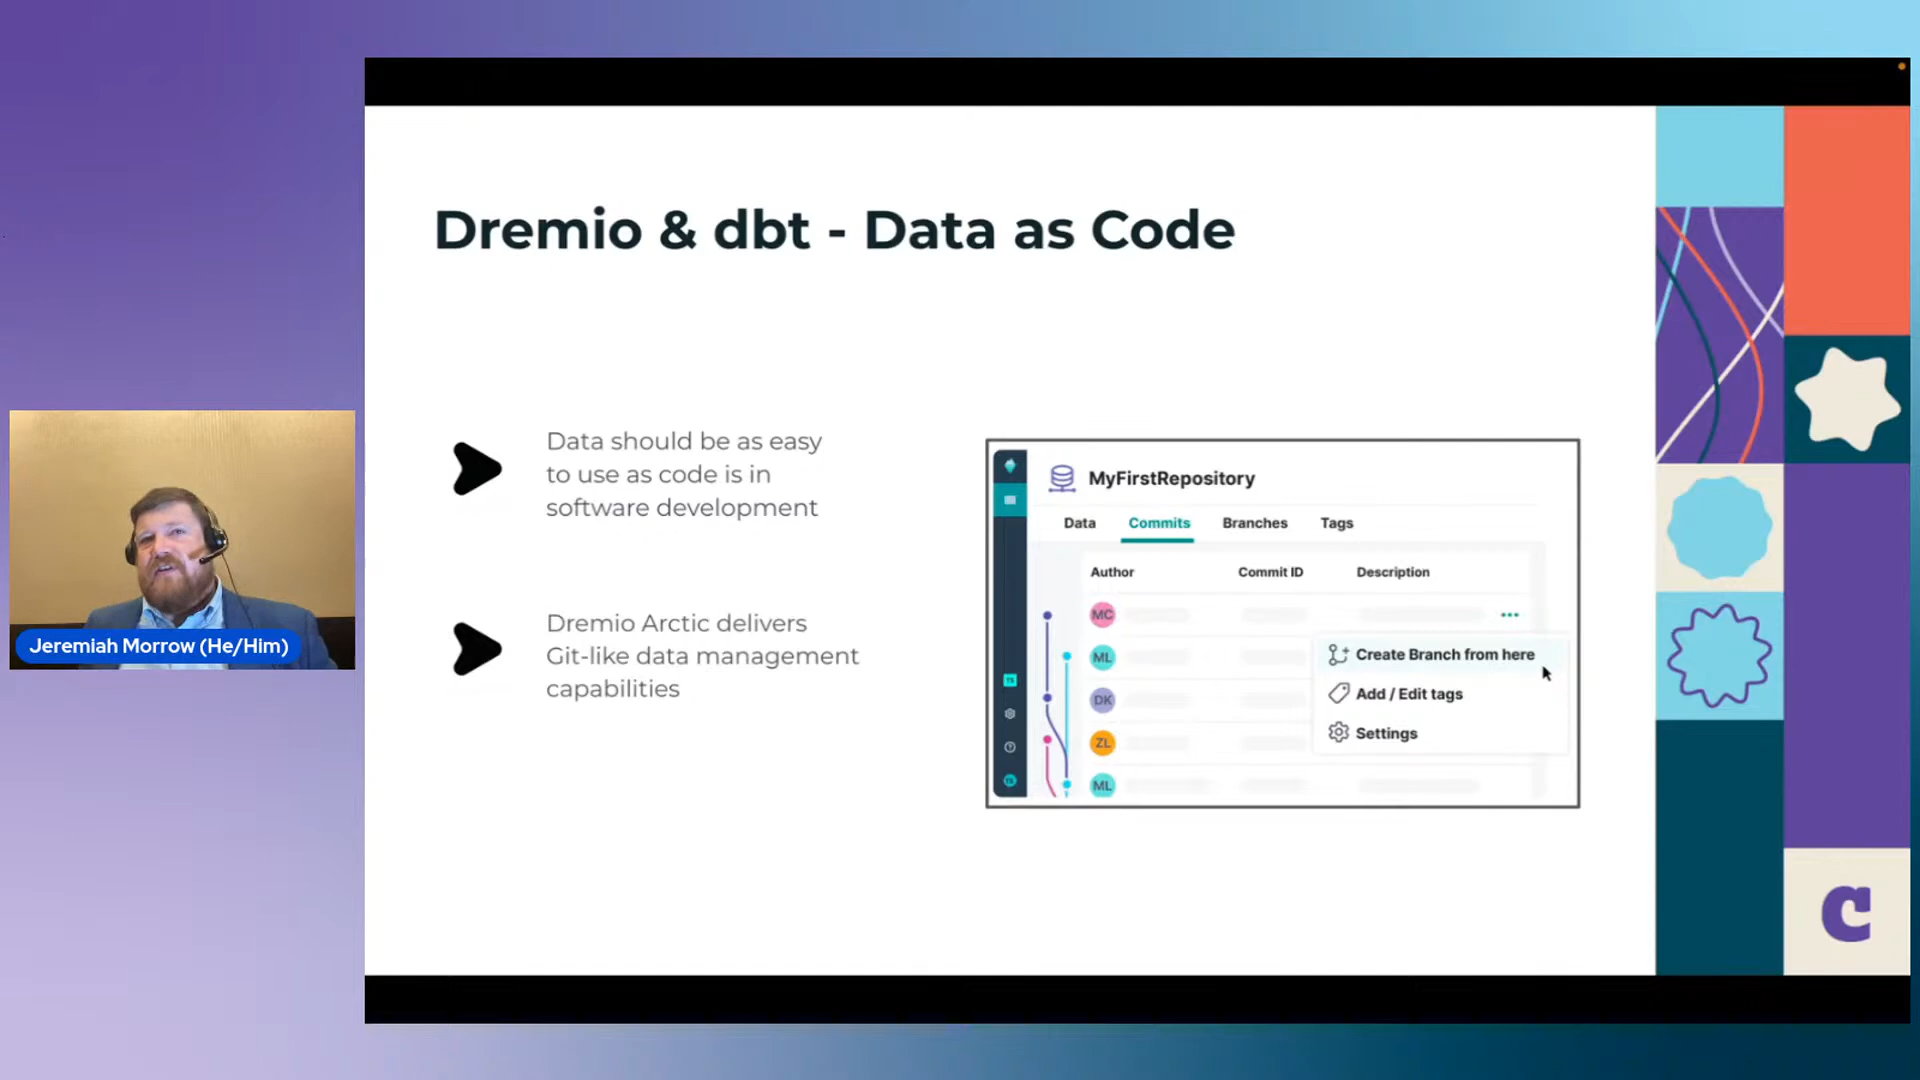 Dremio & dbt - Data as Code
Data should be as easy
to use as code is in
software development
Dremio Arctic delivers
Git-like data management
capabilities
MyFirstRepository
Data Commits Branches Tags
Author Commit ID Description
MC
ML
Create Branch from here
DK
Add / Edit tags
ZL
Settings
ML
Jeremiah Morrow (He/Him)
C